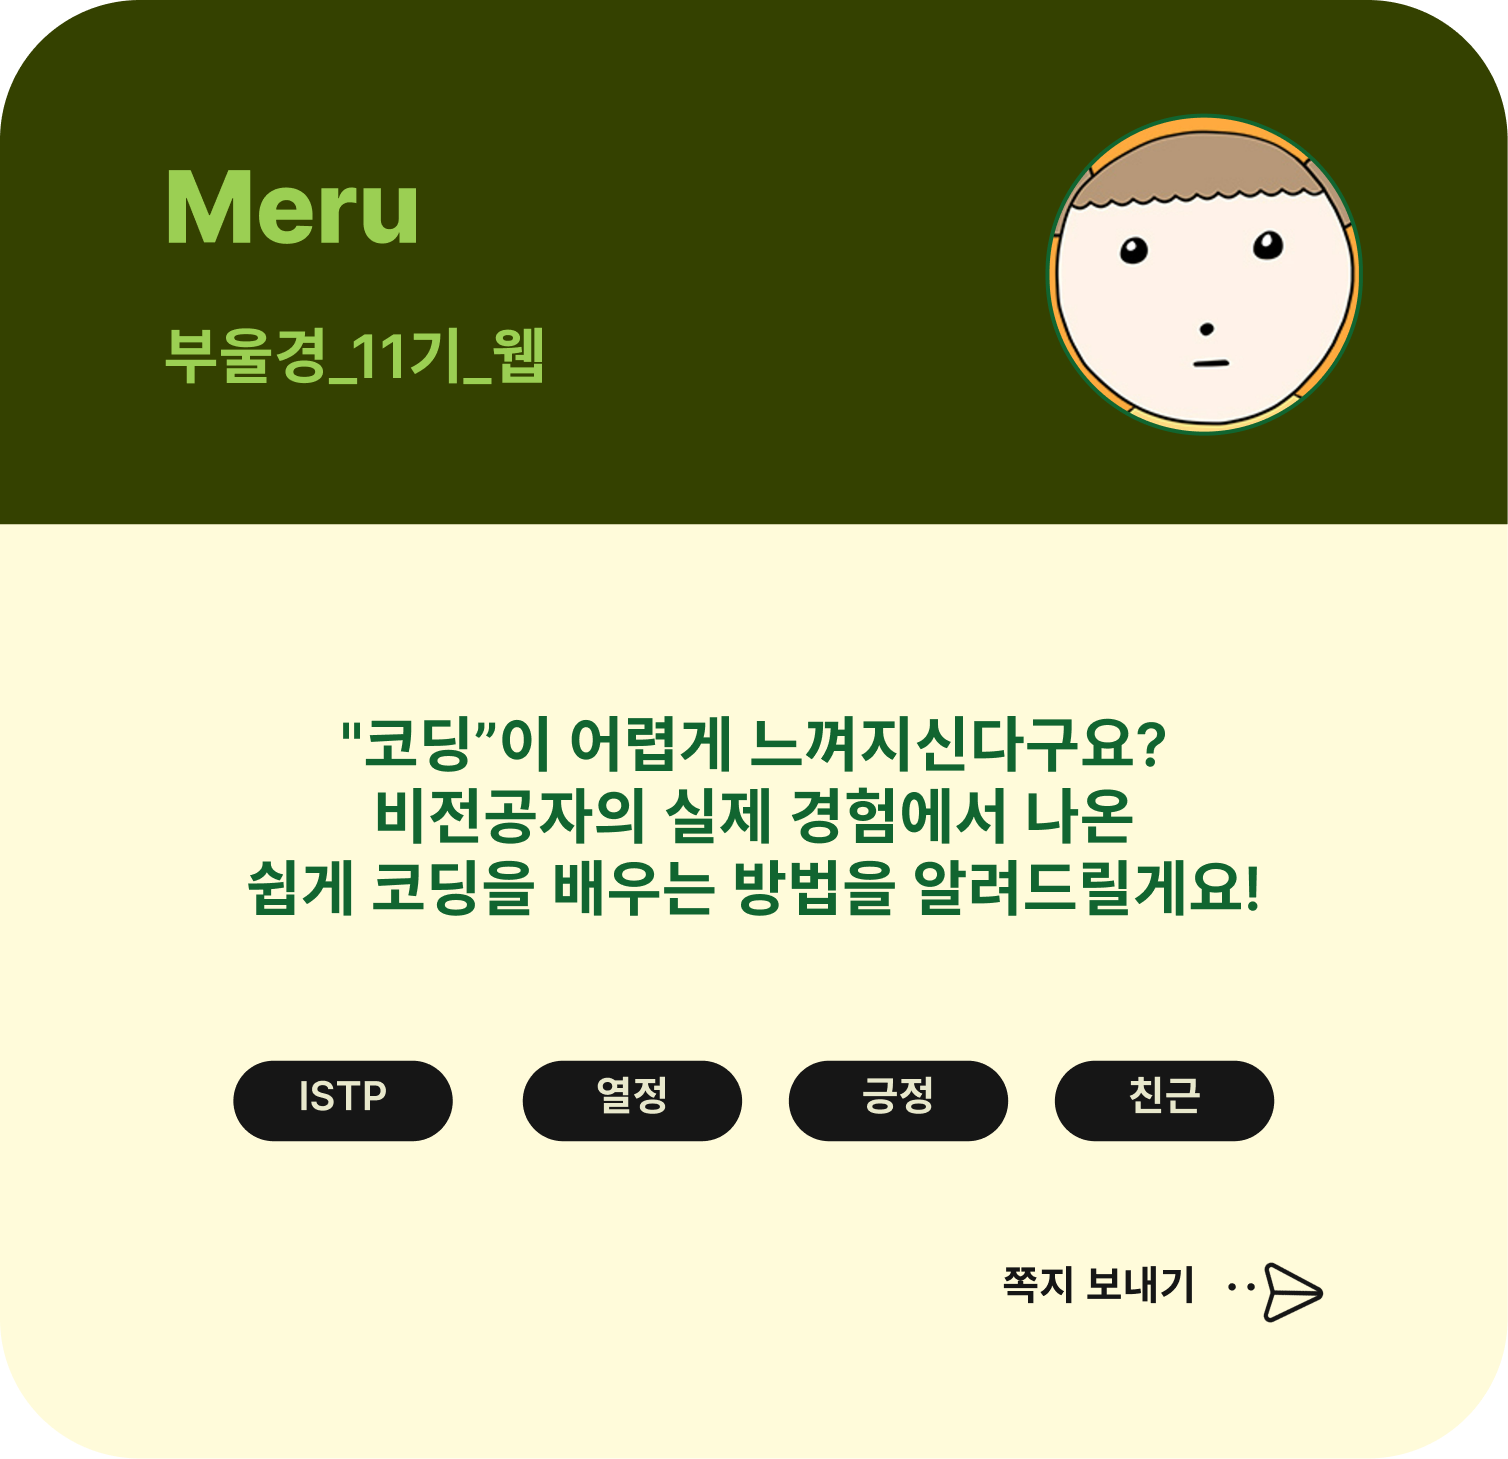 Meru
부울경_11기_웹
"코딩”이 어렵게 느껴지신다구요?
비전공자의 실제 경험에서 나온
쉽게 코딩을 배우는 방법을 알려드릴게요!
ISTP 열정 긍정 친근
쪽지 보내기